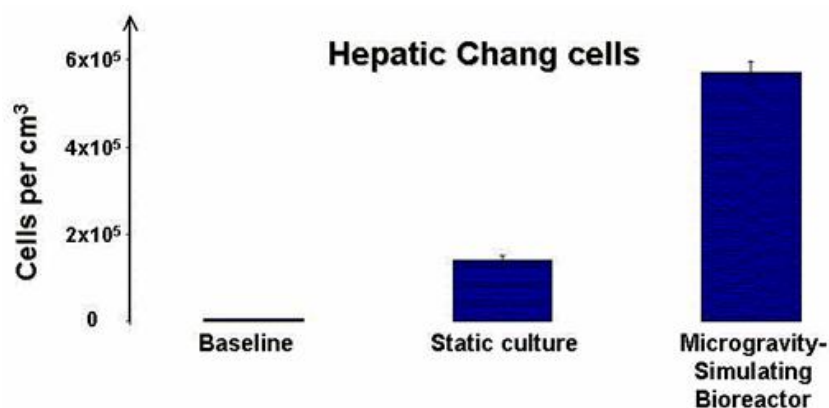 Hepatic Chang cells
Cells per cm³
6x10⁵
4x10⁵
2x10⁵
0
Baseline
Static culture
Microgravity-
Simulating
Bioreactor